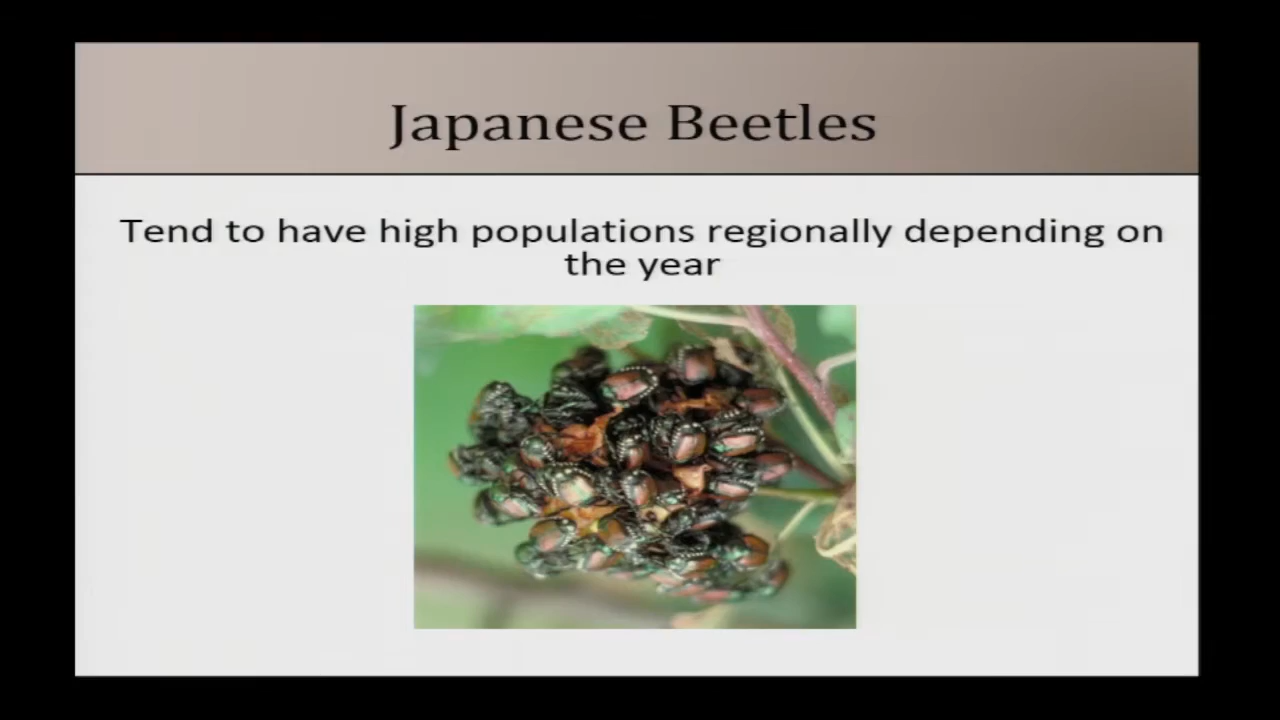 Japanese Beetles
Tend to have high populations regionally depending on
the year